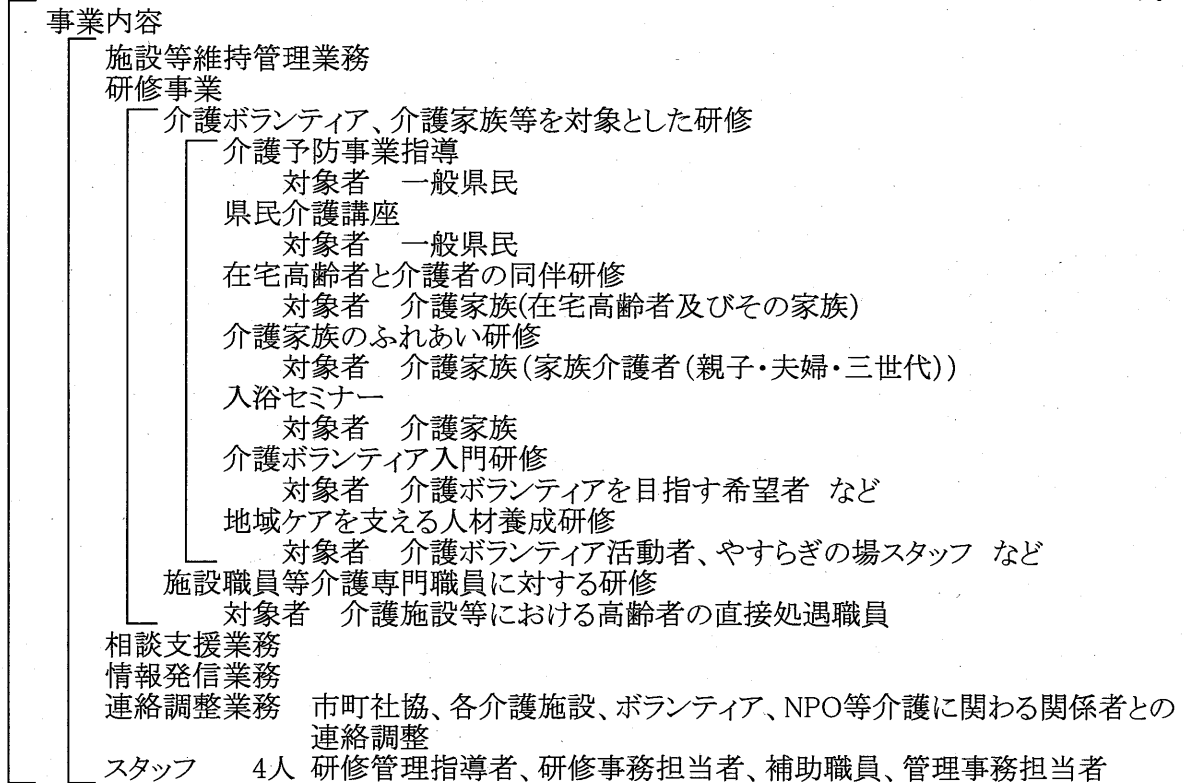 事業内容
施設等維持管理業務
研修事業
介護ボランティア、介護家族等を対象とした研修
介護予防事業指導
対象者 一般県民
県民介護講座
対象者 一般県民
在宅高齢者と介護者の同伴研修
対象者 介護家族(在宅高齢者及びその家族)
介護家族のふれあい研修
対象者 介護家族(家族介護者(親子・夫婦・三世代))
入浴セミナー
対象者 介護家族
介護ボランティア入門研修
対象者 介護ボランティアを目指す希望者 など
地域ケアを支える人材養成研修
対象者 介護ボランティア活動者、やすらぎの場スタッフ など
施設職員等介護専門職員に対する研修
対象者 介護施設等における高齢者の直接処遇職員
相談支援業務
情報発信業務
連絡調整業務 市町社協、各介護施設、ボランティア、NPO等介護に関わる関係者との
連絡調整
スタッフ 4人 研修管理指導者、研修事務担当者、補助職員、管理事務担当者